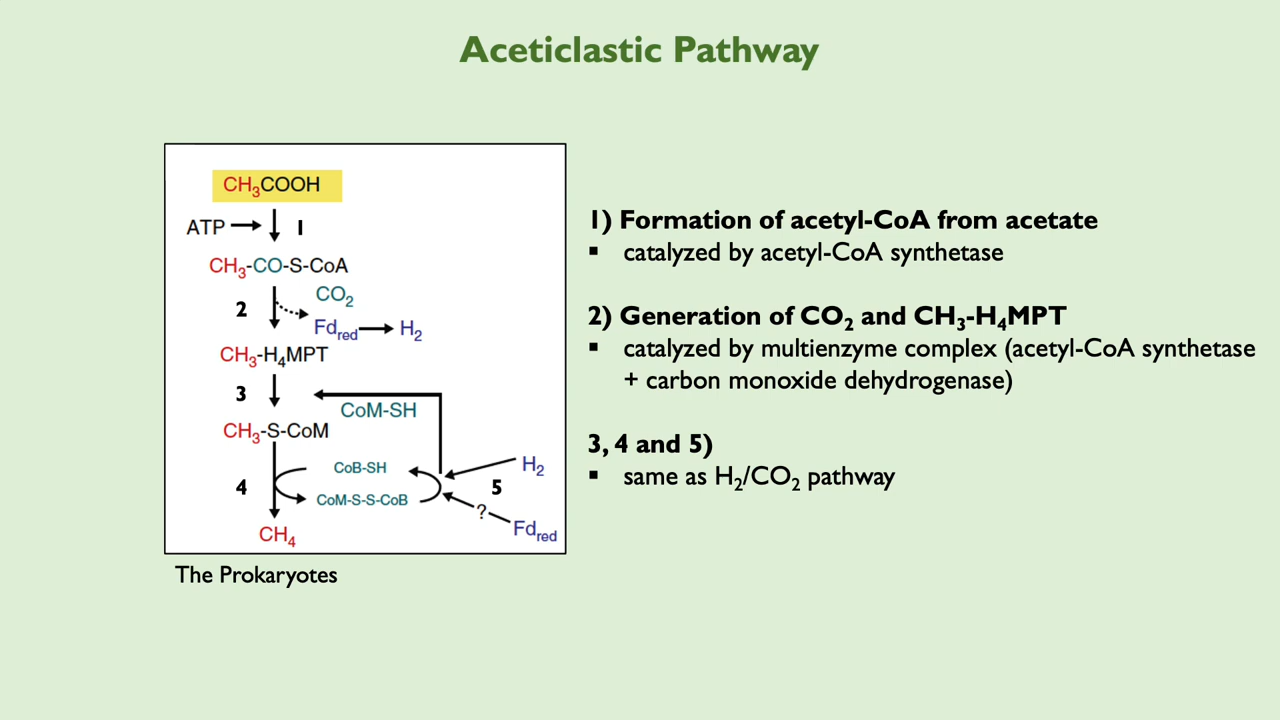 Aceticlastic Pathway
CH₃COOH
ATP
1
CH₃-CO-S-CoA
CO₂
2
Fd_red
H₂
CH₃-H₄MPT
3
CoM-SH
CH₃-S-CoM
CoB-SH
H₂
4
5
CoM-S-S-CoB
?
CH₄
Fd_red
The Prokaryotes
1) Formation of acetyl-CoA from acetate
▪ catalyzed by acetyl-CoA synthetase
2) Generation of CO₂ and CH₃-H₄MPT
▪ catalyzed by multienzyme complex (acetyl-CoA synthetase
+ carbon monoxide dehydrogenase)
3, 4 and 5)
▪ same as H₂/CO₂ pathway